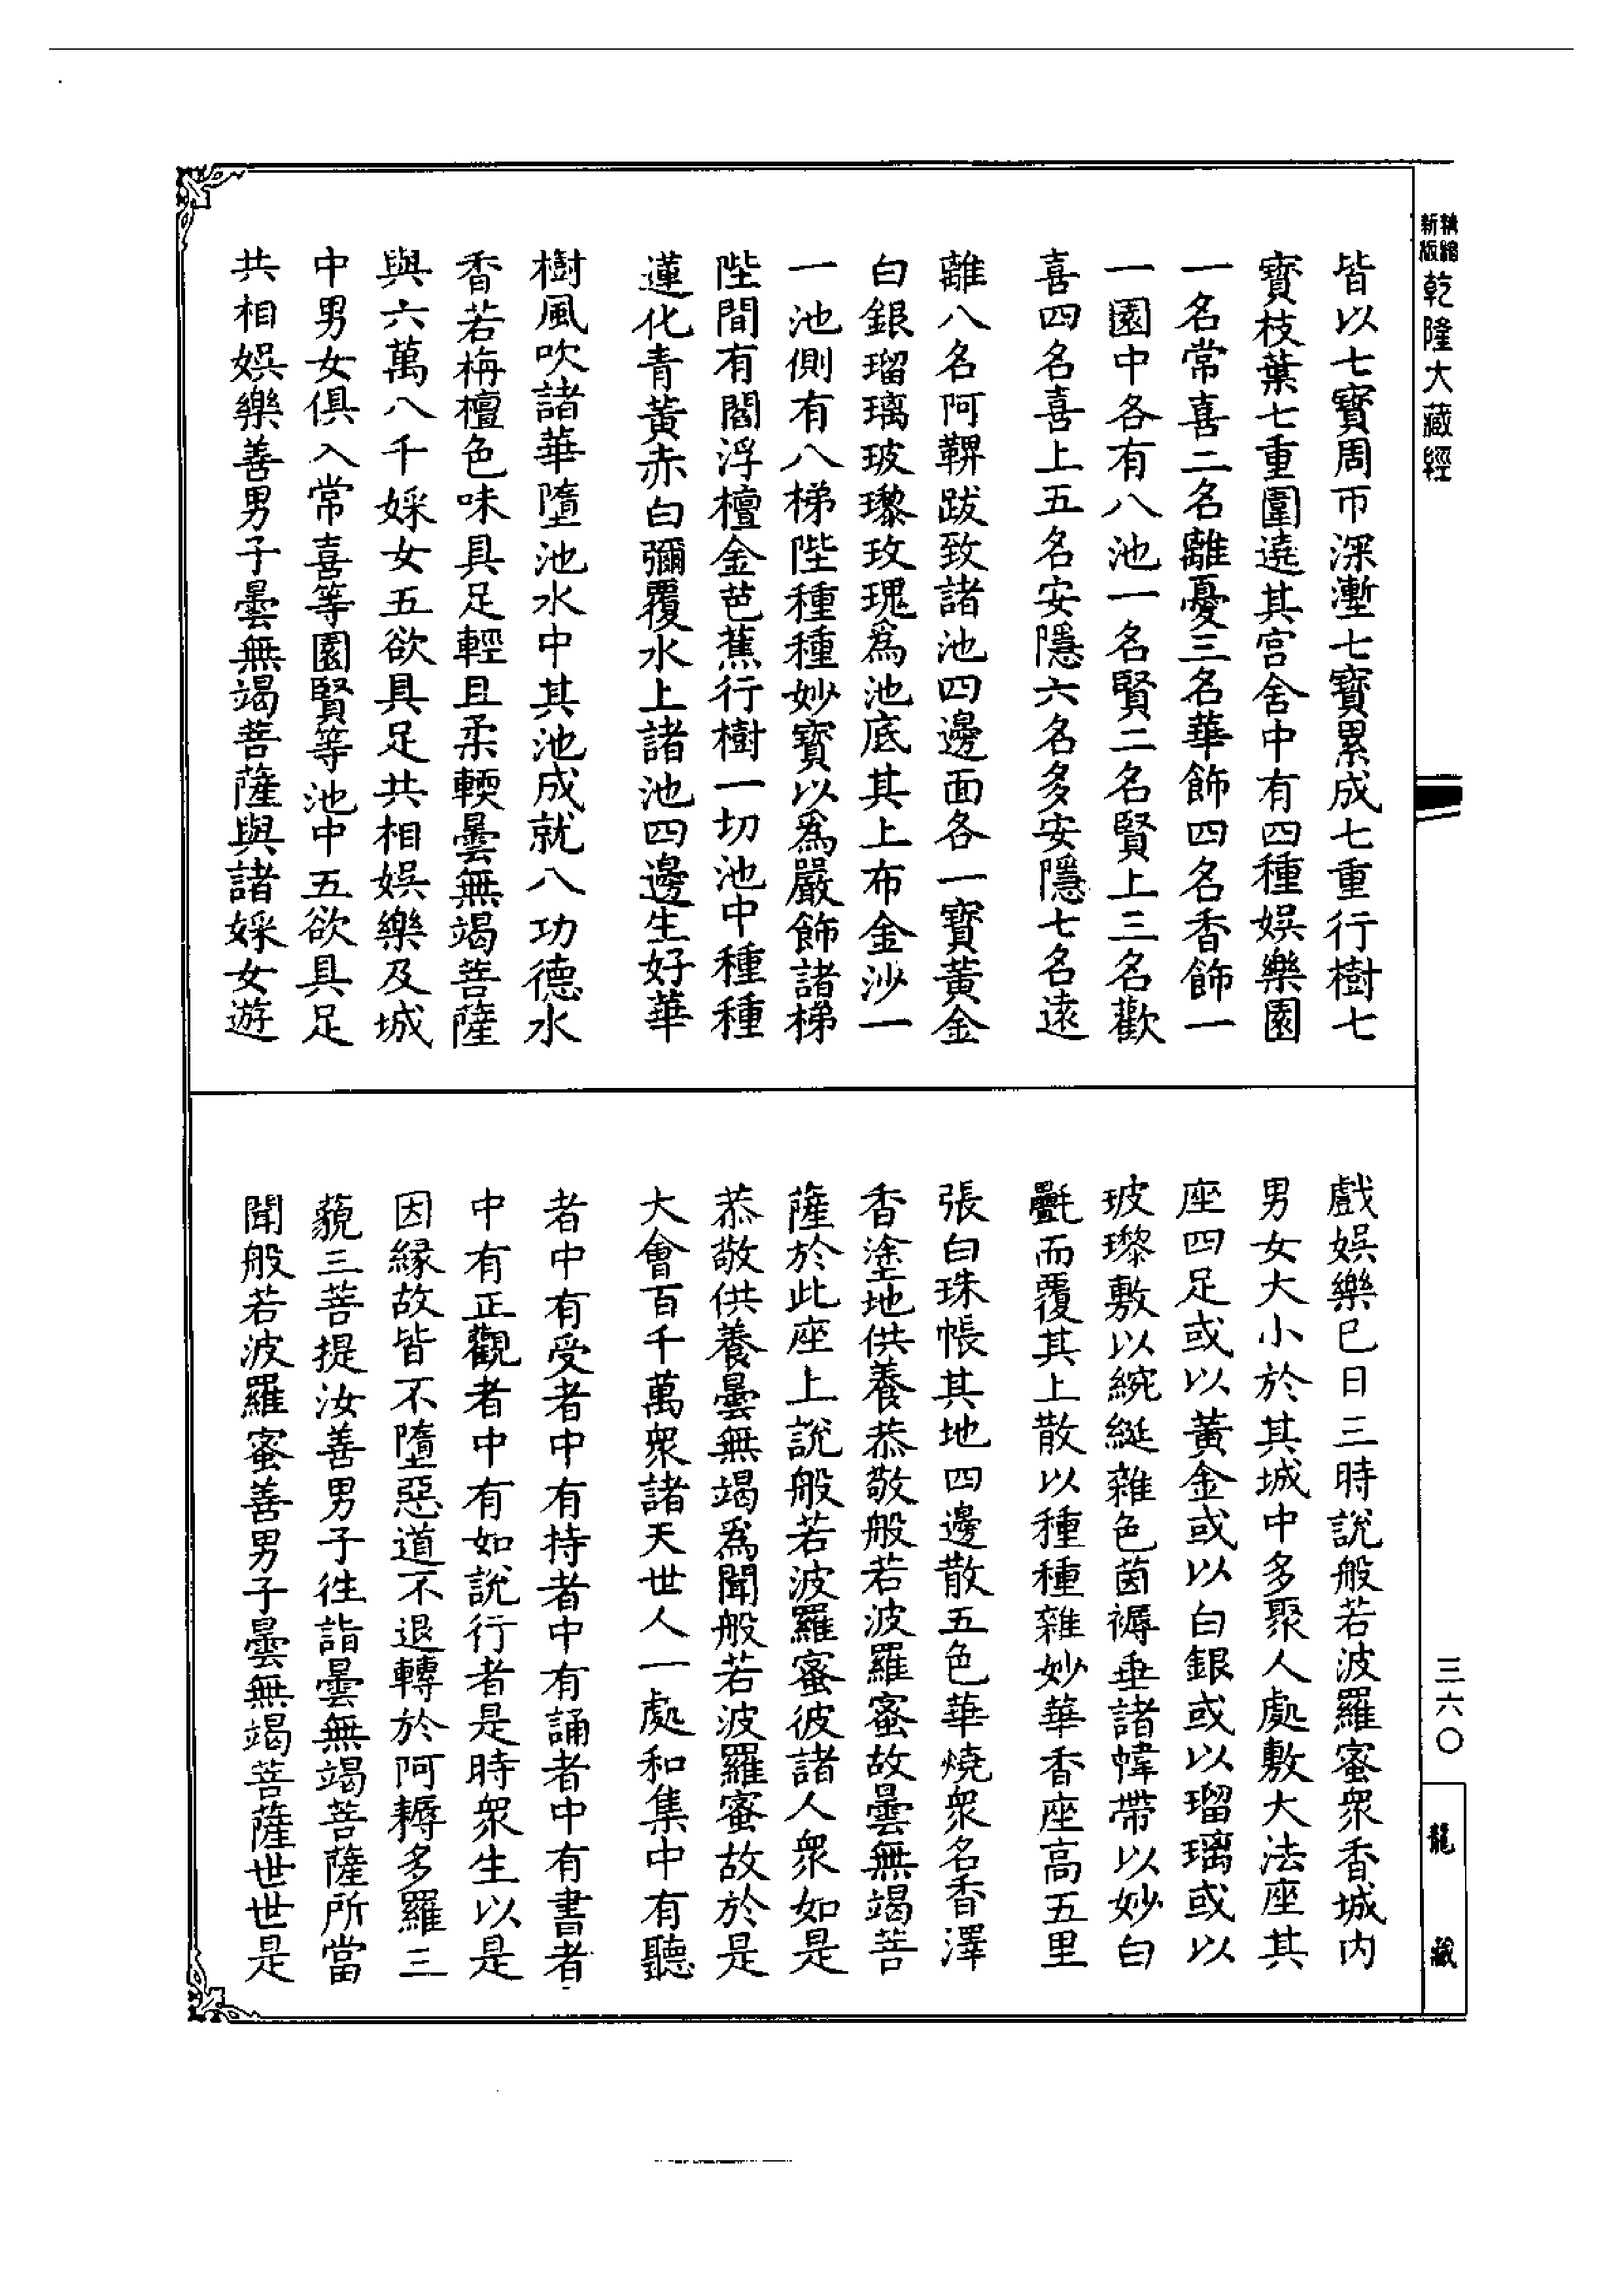 精縮新版 乾隆大藏經
皆以七寶周帀深壍七寶累成七重行樹七
寶枝葉七重圍遶其宮舍中有四種娛樂園
一名常喜二名離憂三名華飾四名香飾一
一園中各有八池一名賢二名賢上三名歡
喜四名喜上五名安隱六名多安隱七名遠
離八名阿鞞跋致諸池四邊面各一寶黃金
白銀瑠璃玻瓈玫瑰爲池底其上布金沙一
一池側有八梯陛種種妙寶以爲嚴飾諸梯
陛間有閻浮檀金芭蕉行樹一切池中種種
蓮化青黃赤白彌覆水上諸池四邊生好華
樹風吹諸華墮池水中其池成就八功德水
香若栴檀色味具足輕且柔輭曇無竭菩薩
與六萬八千婇女五欲具足共相娛樂及城
中男女俱入常喜等園賢等池中五欲具足
共相娛樂善男子曇無竭菩薩與諸婇女遊
戲娛樂已日三時說般若波羅蜜衆香城內
男女大小於其城中多聚人處敷大法座其
座四足或以黃金或以白銀或以瑠璃或以
玻瓈敷以綩綖雜色茵褥垂諸幃帶以妙白
氎而覆其上散以種種雜妙華香座高五里
張白珠帳其地四邊散五色華燒衆名香澤
香塗地供養恭敬般若波羅蜜故曇無竭菩
薩於此座上說般若波羅蜜彼諸人衆如是
恭敬供養曇無竭爲聞般若波羅蜜故於是
大會百千萬衆諸天世人一處和集中有聽
者中有受者中有持者中有誦者中有書者
中有正觀者中有如說行者是時衆生以是
因緣故皆不墮惡道不退轉於阿耨多羅三
藐三菩提汝善男子往詣曇無竭菩薩所當
聞般若波羅蜜善男子曇無竭菩薩世世是
三六〇
龍藏